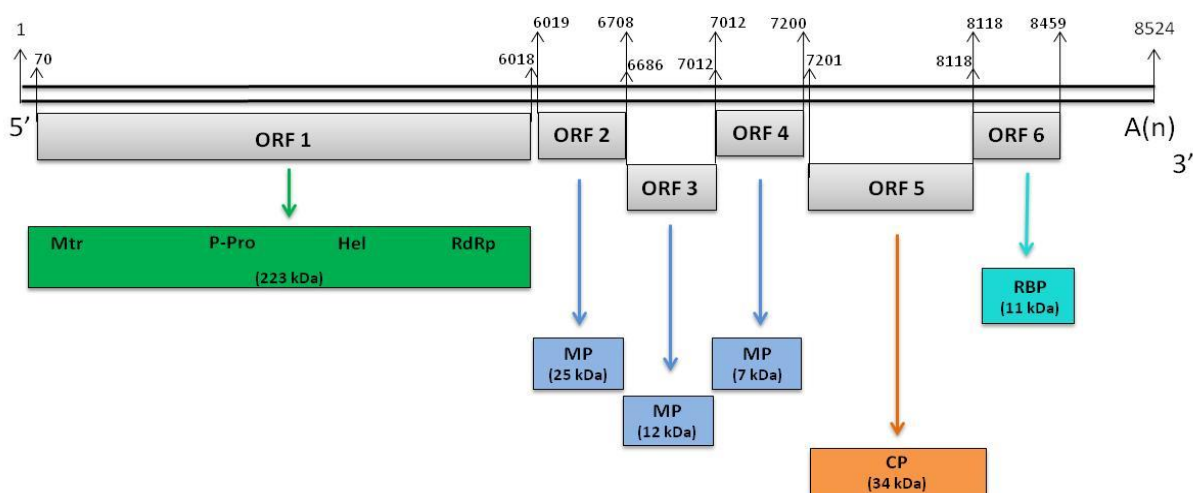 6019 6708 7012 7200 8118 8459
1 8524
70 6018 6686 7012 7201 8118
5’ A(n)
3’
ORF 1 ORF 2 ORF 4 ORF 6
ORF 3 ORF 5
Mtr P-Pro Hel RdRp
(223 kDa)
RBP
(11 kDa)
MP MP
(25 kDa) (7 kDa)
MP
(12 kDa)
CP
(34 kDa)